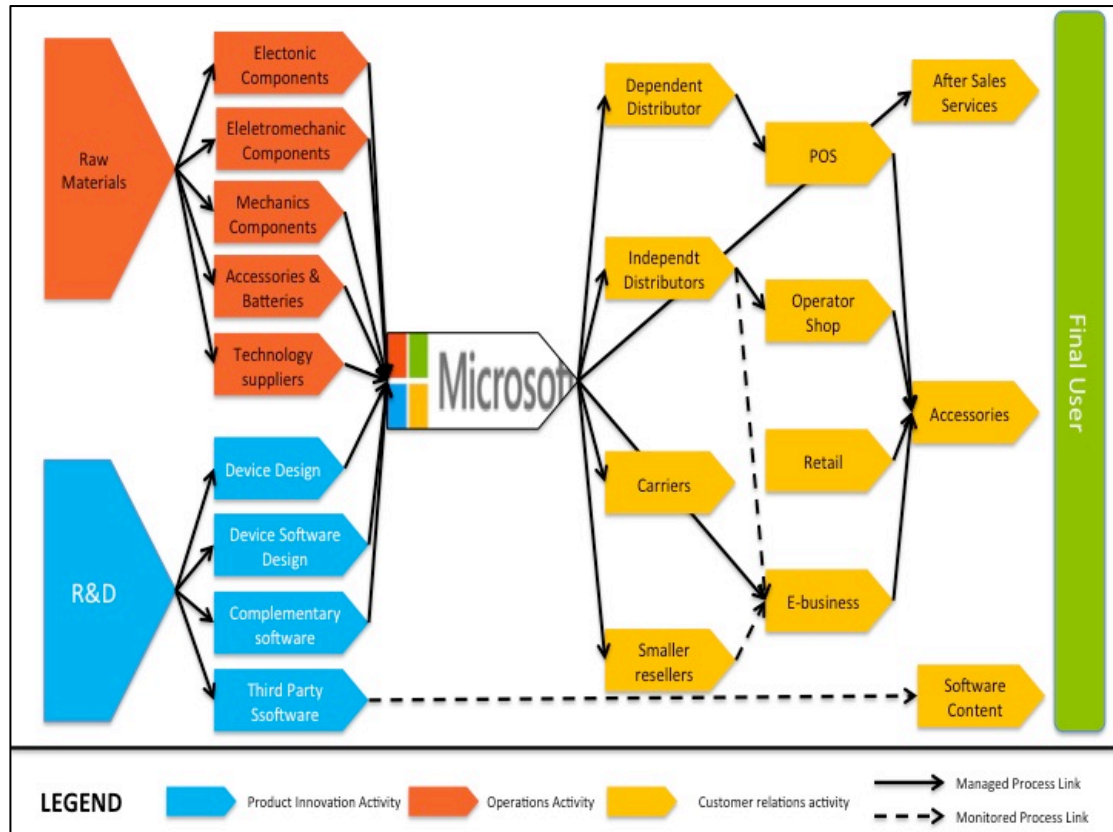 Raw
Materials
Electonic
Components
Eleletromechanic
Components
Mechanics
Components
Accessories &
Batteries
Technology
suppliers
R&D
Device Design
Device Software
Design
Complementary
software
Third Party
Ssoftware
Microsoft
Dependent
Distributor
Independt
Distributors
Carriers
Smaller
resellers
POS
Operator
Shop
Retail
E-business
After Sales
Services
Accessories
Software
Content
Final User
LEGEND
Product Innovation Activity
Operations Activity
Customer relations activity
Managed Process Link
Monitored Process Link